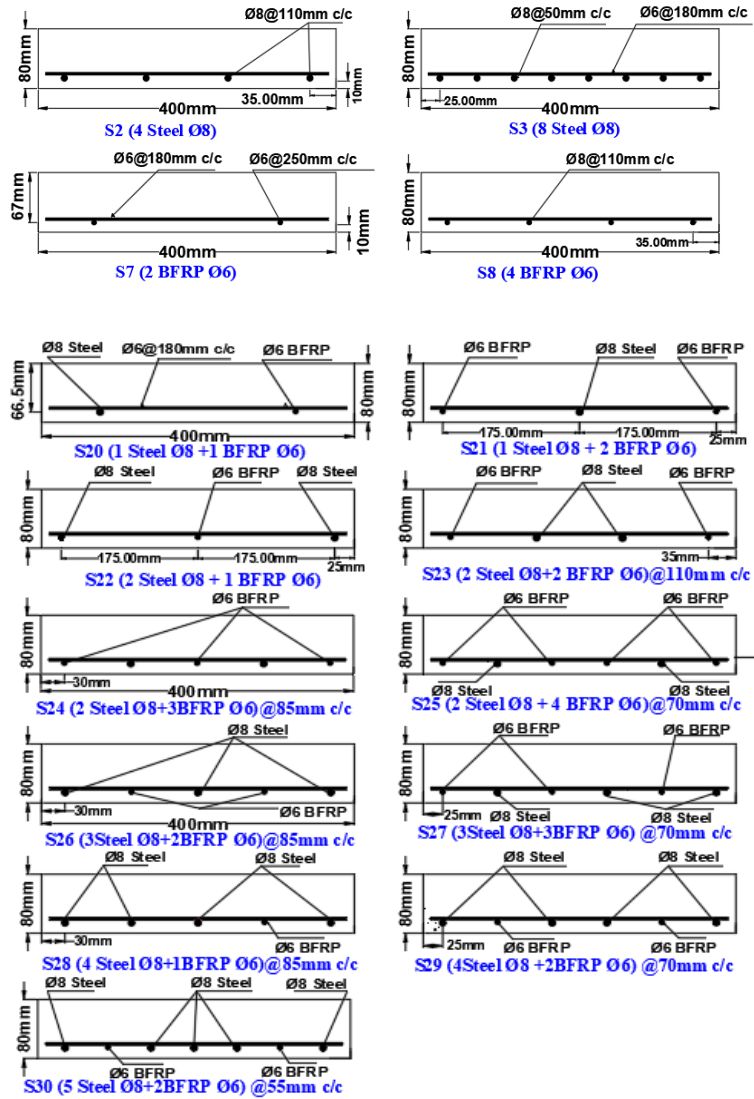 Ø8@110mm c/c
80mm
10mm
35.00mm
400mm
S2 (4 Steel Ø8)
Ø8@50mm c/c Ø6@180mm c/c
80mm
25.00mm
400mm
S3 (8 Steel Ø8)
Ø6@180mm c/c Ø6@250mm c/c
67mm
10mm
400mm
S7 (2 BFRP Ø6)
Ø8@110mm c/c
80mm
35.00mm
400mm
S8 (4 BFRP Ø6)
Ø8 Steel Ø6@180mm c/c Ø6 BFRP
66.5mm
80mm
400mm
S20 (1 Steel Ø8 +1 BFRP Ø6)
Ø6 BFRP Ø8 Steel Ø6 BFRP
80mm
175.00mm 175.00mm 25mm
S21 (1 Steel Ø8 + 2 BFRP Ø6)
Ø8 Steel Ø6 BFRP Ø8 Steel
80mm
175.00mm 175.00mm 25mm
S22 (2 Steel Ø8 + 1 BFRP Ø6)
Ø6 BFRP Ø8 Steel Ø6 BFRP
80mm
35mm
S23 (2 Steel Ø8+2 BFRP Ø6)@110mm c/c
Ø6 BFRP
80mm
30mm
400mm
S24 (2 Steel Ø8+3BFRP Ø6)@85mm c/c
Ø6 BFRP Ø6 BFRP
80mm
Ø8 Steel Ø8 Steel
S25 (2 Steel Ø8 + 4 BFRP Ø6)@70mm c/c
Ø8 Steel
80mm
30mm
Ø6 BFRP
400mm
S26 (3Steel Ø8+2BFRP Ø6)@85mm c/c
Ø6 BFRP Ø6 BFRP
80mm
25mm
Ø8 Steel Ø8 Steel
S27 (3Steel Ø8+3BFRP Ø6) @70mm c/c
Ø8 Steel Ø8 Steel
80mm
30mm
Ø6 BFRP
S28 (4 Steel Ø8+1BFRP Ø6)@85mm c/c
Ø8 Steel Ø8 Steel
80mm
25mm
Ø6 BFRP Ø6 BFRP
S29 (4Steel Ø8 +2BFRP Ø6) @70mm c/c
Ø8 Steel Ø8 Steel Ø8 Steel
80mm
Ø6 BFRP Ø6 BFRP
S30 (5 Steel Ø8+2BFRP Ø6) @55mm c/c